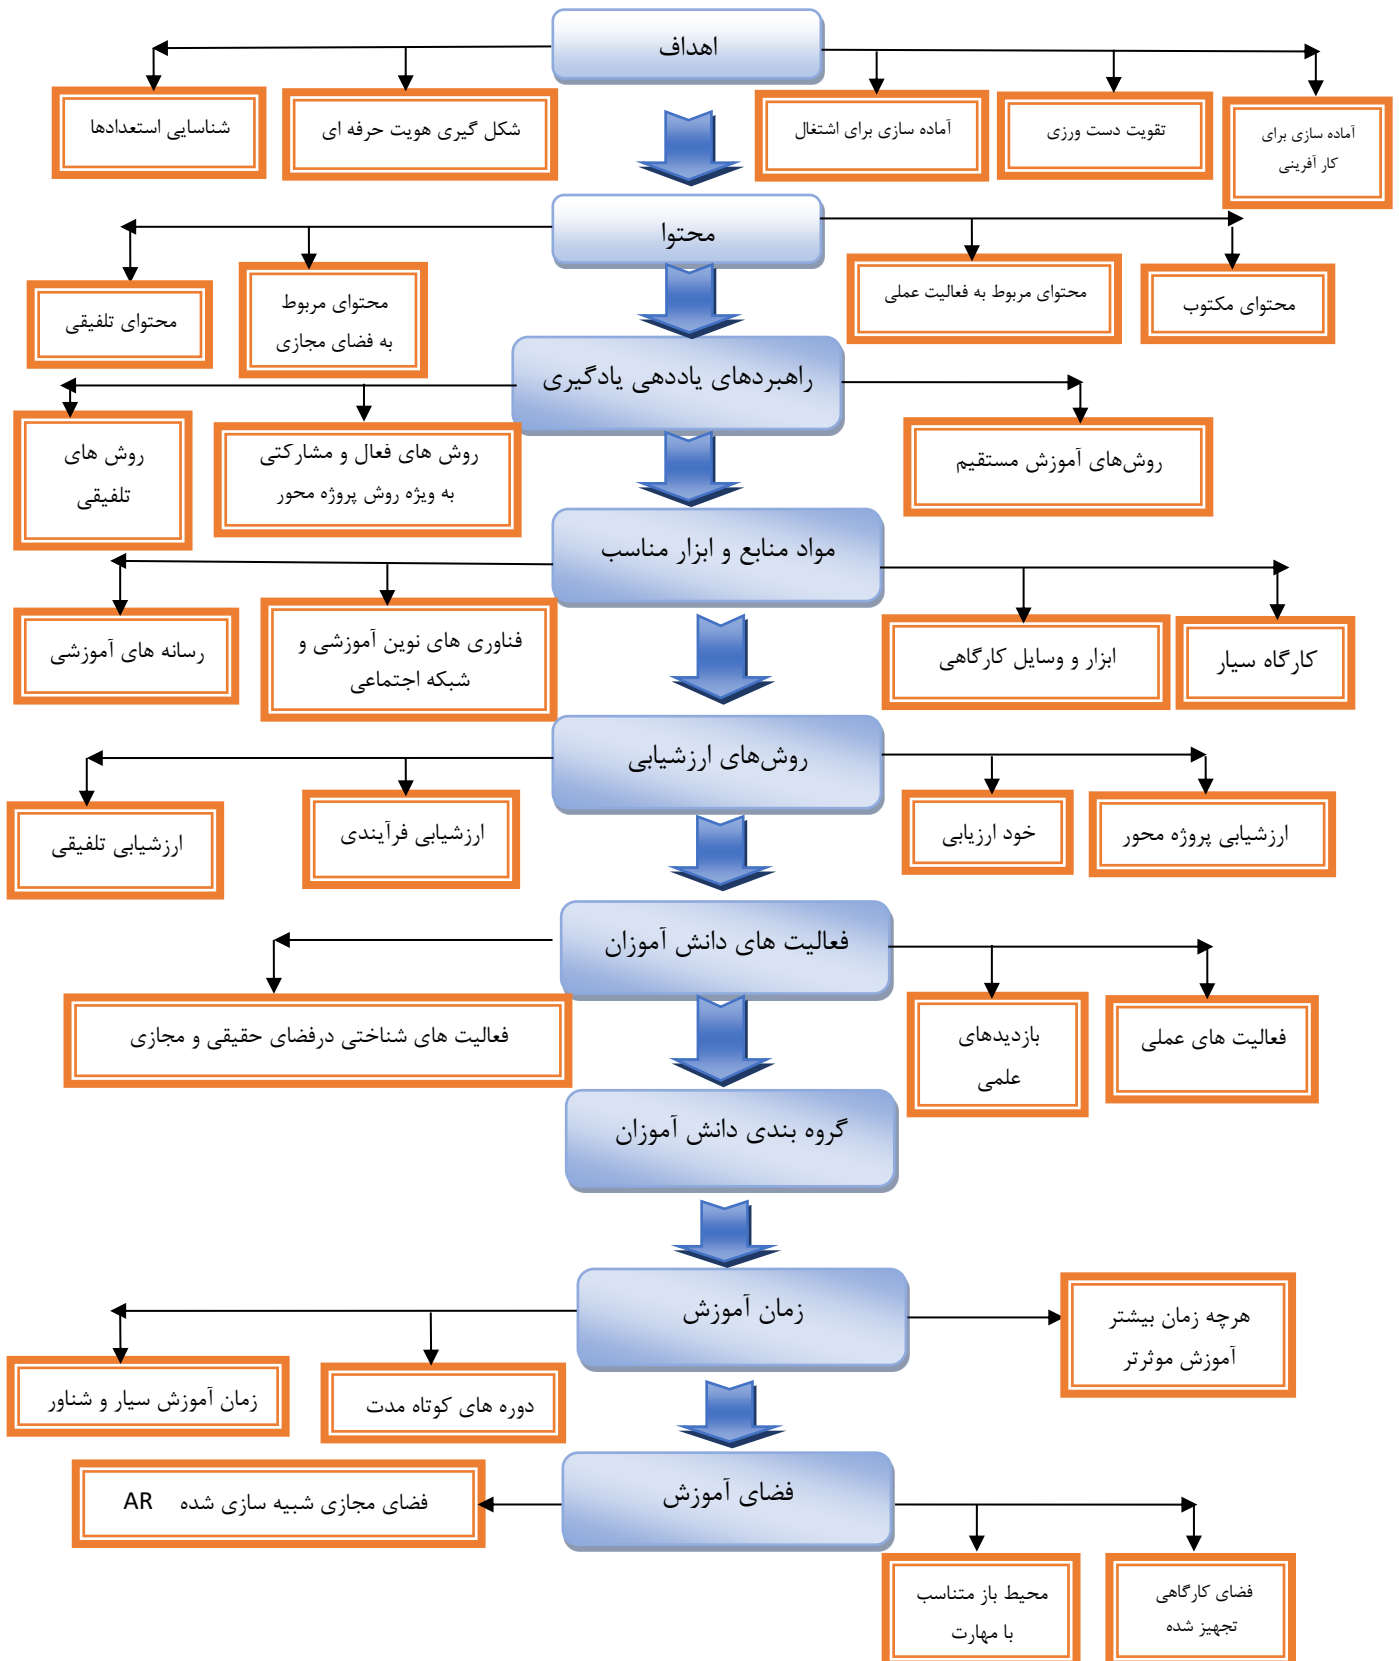 اهداف
آماده سازی برای
کار آفرینی
تقویت دست ورزی
آماده سازی برای اشتغال
شکل گیری هویت حرفه ای
شناسایی استعدادها
محتوا
محتوای مکتوب
محتوای مربوط به فعالیت عملی
محتوای مربوط
به فضای مجازی
محتوای تلفیقی
راهبردهای یاددهی یادگیری
روش‌های آموزش مستقیم
روش های فعال و مشارکتی
به ویژه روش پروژه محور
روش های
تلفیقی
مواد منابع و ابزار مناسب
کارگاه سیار
ابزار و وسایل کارگاهی
فناوری های نوین آموزشی و
شبکه اجتماعی
رسانه های آموزشی
روش‌های ارزشیابی
ارزشیابی پروژه محور
خود ارزیابی
ارزشیابی فرآیندی
ارزشیابی تلفیقی
فعالیت های دانش آموزان
فعالیت های عملی
بازدیدهای
علمی
فعالیت های شناختی درفضای حقیقی و مجازی
گروه بندی دانش آموزان
زمان آموزش
هرچه زمان بیشتر
آموزش موثرتر
دوره های کوتاه مدت
زمان آموزش سیار و شناور
فضای آموزش
فضای مجازی شبیه سازی شده AR
فضای کارگاهی
تجهیز شده
محیط باز متناسب
با مهارت